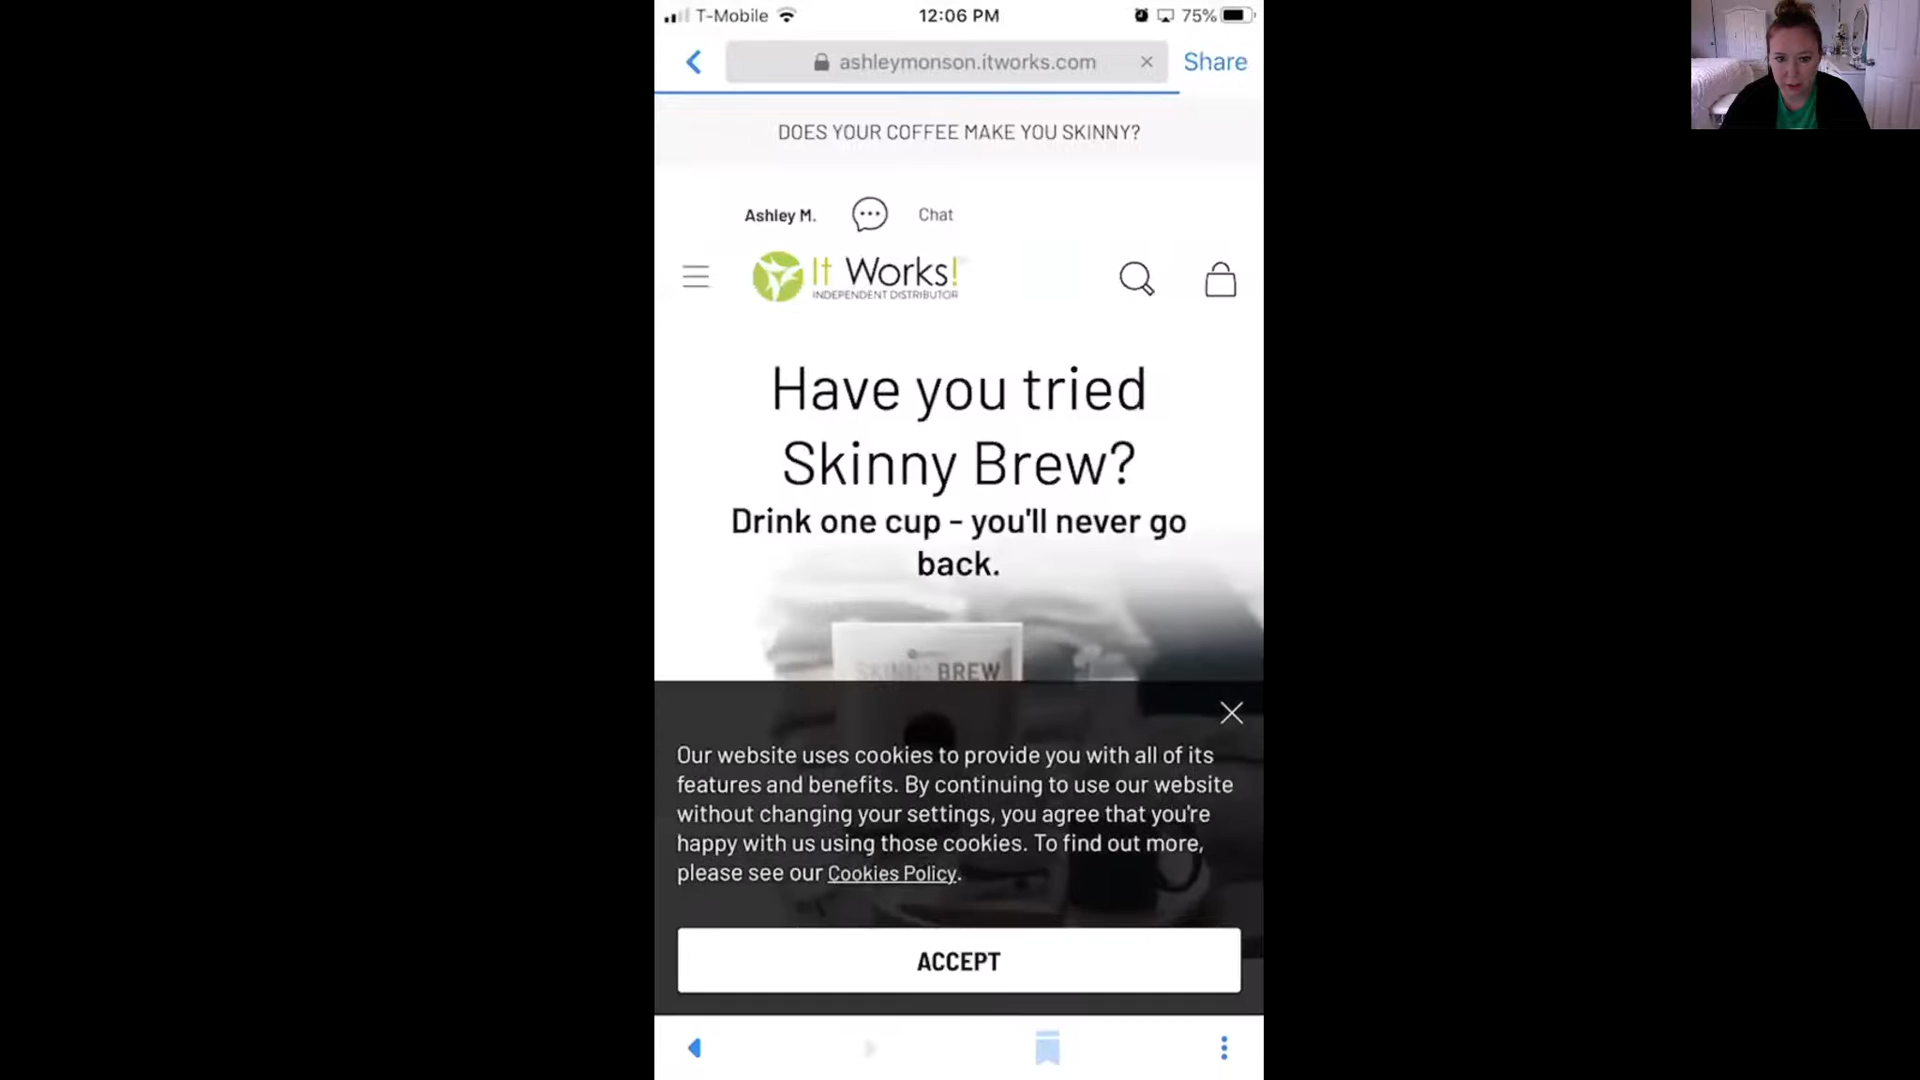 T-Mobile 12:06 PM 75%
ashleymonson.itworks.com Share
DOES YOUR COFFEE MAKE YOU SKINNY?
Ashley M. Chat
It Works!
INDEPENDENT DISTRIBUTOR
Have you tried
Skinny Brew?
Drink one cup - you'll never go
back.
SKINNY BREW
Our website uses cookies to provide you with all of its
features and benefits. By continuing to use our website
without changing your settings, you agree that you're
happy with us using those cookies. To find out more,
please see our Cookies Policy.
ACCEPT